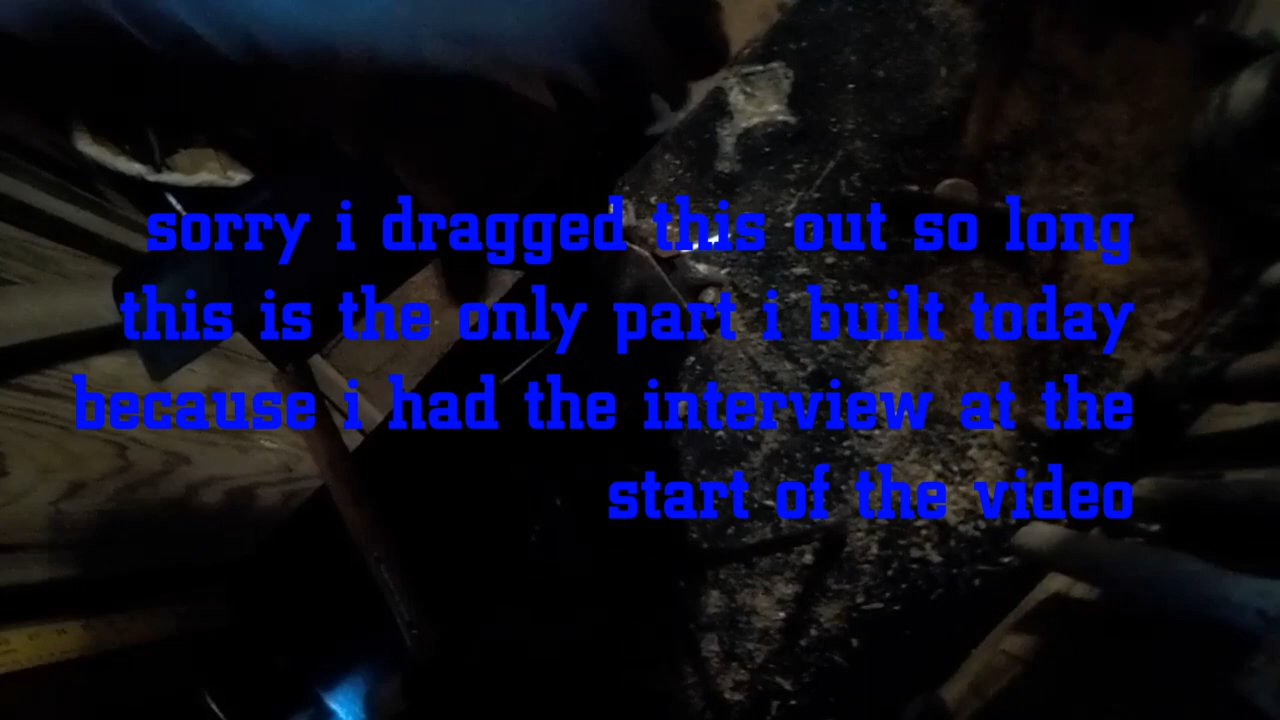 sorry i dragged this out so long
this is the only part i built today
because i had the interview at the
start of the video